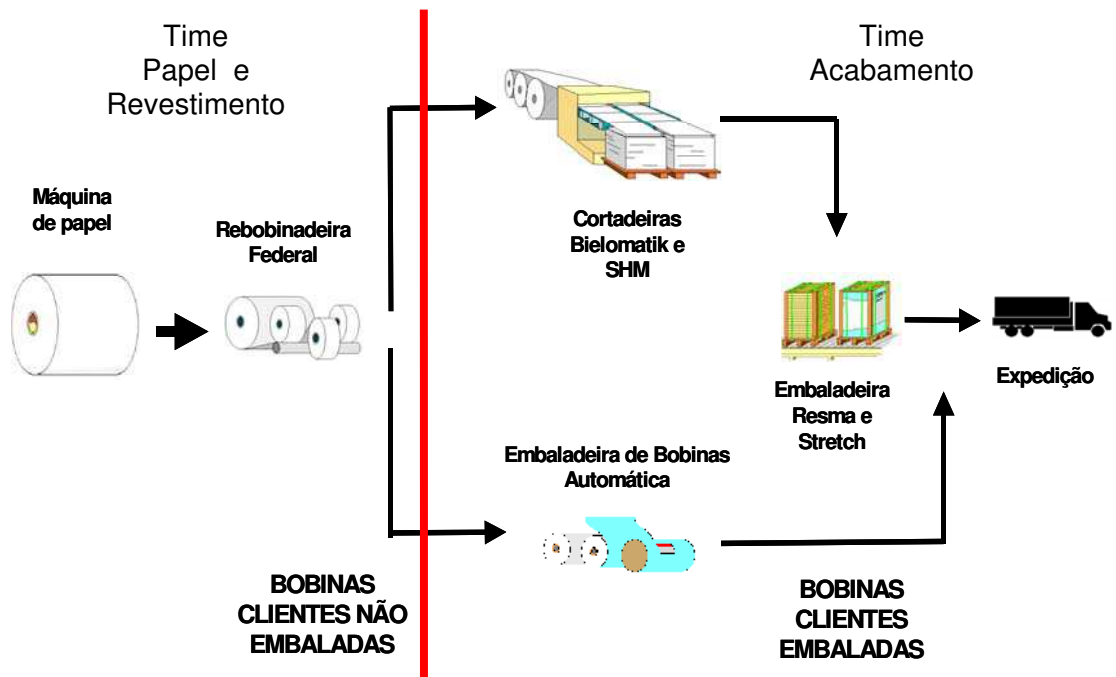 Time
Papel e
Revestimento
Time
Acabamento
Máquina
de papel
Rebobinadeira
Federal
Cortadeiras
Bielomatik e
SHM
Embaladeira
Resma e
Stretch
Expedição
Embaladeira de Bobinas
Automática
BOBINAS
CLIENTES NÃO
EMBALADAS
BOBINAS
CLIENTES
EMBALADAS